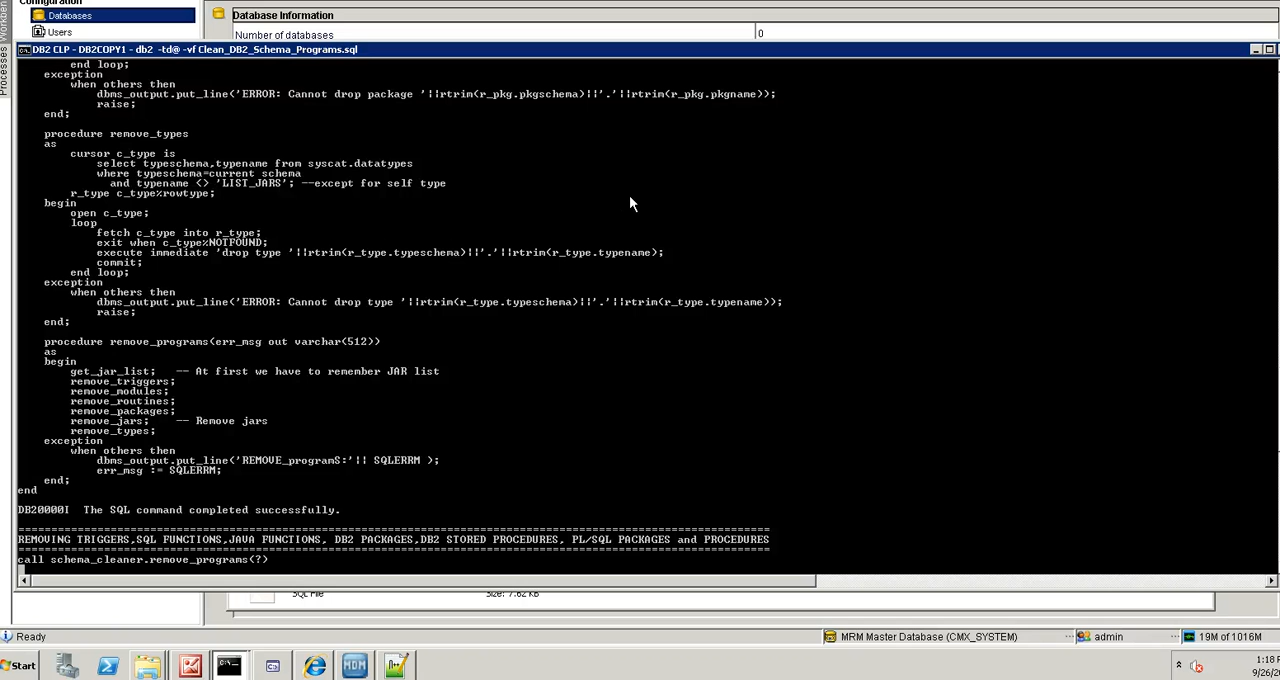 Configuration
Databases
Users
Database Information
Number of databases
0
Processes
DB2 CLP - DB2COPY1 - db2 -td@ -vf Clean_DB2_Schema_Programs.sql
end loop;
exception
when others then
dbms_output.put_line('ERROR: Cannot drop package '||rtrim(r_pkg.pkgschema)||'.'||rtrim(r_pkg.pkgname));
raise;
end;
procedure remove_types
as
cursor c_type is
select typeschema,typename from syscat.datatypes
where typeschema=current schema
and typename <> 'LIST_JARS'; --except for self type
r_type c_type%rowtype;
begin
open c_type;
loop
fetch c_type into r_type;
exit when c_type%NOTFOUND;
execute immediate 'drop type '||rtrim(r_type.typeschema)||'.'||rtrim(r_type.typename);
commit;
end loop;
exception
when others then
dbms_output.put_line('ERROR: Cannot drop type '||rtrim(r_type.typeschema)||'.'||rtrim(r_type.typename));
raise;
end;
procedure remove_programs(err_msg out varchar(512))
as
begin
get_jar_list;   -- At first we have to remember JAR list
remove_triggers;
remove_modules;
remove_routines;
remove_packages;
remove_jars;    -- Remove jars
remove_types;
exception
when others then
dbms_output.put_line('REMOVE_programS:'|| SQLERRM );
err_msg := SQLERRM;
end;
end
DB20000I  The SQL command completed successfully.
==================================================
REMOVING TRIGGERS,SQL FUNCTIONS,JAVA FUNCTIONS, DB2 PACKAGES,DB2 STORED PROCEDURES, PL/SQL PACKAGES and PROCEDURES
==================================================
call schema_cleaner.remove_programs(?)
SQL File
Size: 7.62 KB
Ready
MRM Master Database (CMX_SYSTEM)
admin
19M of 1016M
Start
MDM
1:18